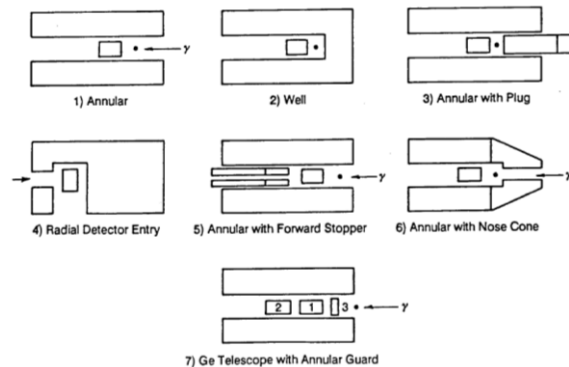 γ
1) Annular
2) Well
3) Annular with Plug
4) Radial Detector Entry
γ
5) Annular with Forward Stopper
γ
6) Annular with Nose Cone
2 1 3 γ
7) Ge Telescope with Annular Guard